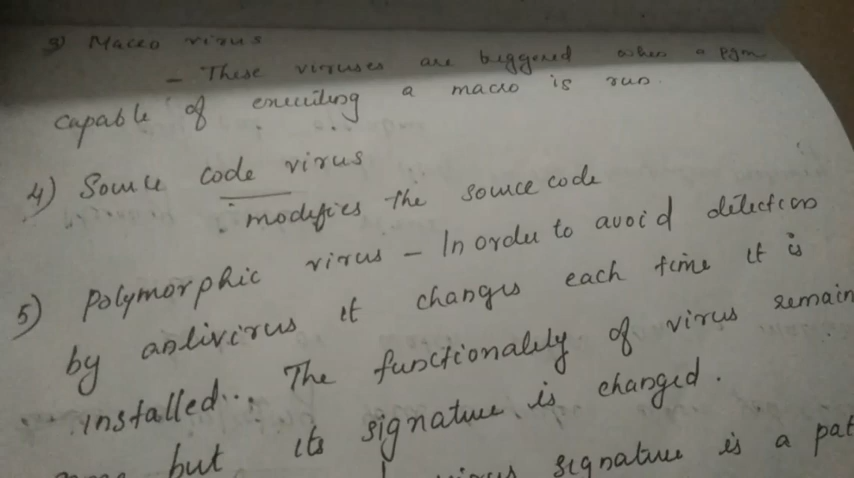 3) Macro virus
- These viruses are triggered when a pgm
capable of executing a macro is run.
4) Source code virus
: modifies the source code
5) Polymorphic virus - In order to avoid detection
by antivirus it changes each time it is
installed... The functionality of virus remain
but its signature is changed.
signature is a pat